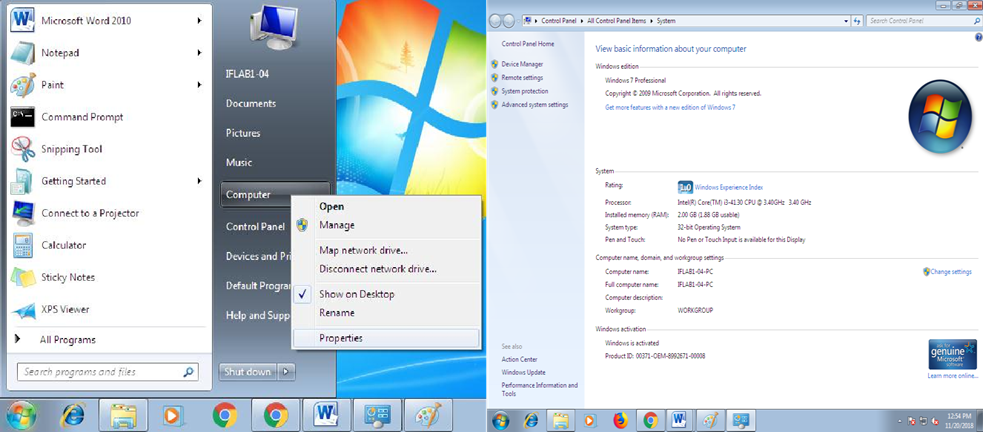 Microsoft Word 2010
Notepad
Paint
Command Prompt
Snipping Tool
Getting Started
Connect to a Projector
Calculator
Sticky Notes
XPS Viewer
All Programs
Search programs and files
IFLAB1-04
Documents
Pictures
Music
Computer
Control Panel
Devices and Pri
Default Progra
Help and Supp
Shut down
Open
Manage
Map network drive...
Disconnect network drive...
Show on Desktop
Rename
Properties
Control Panel All Control Panel Items System
Search Control Panel
Control Panel Home
Device Manager
Remote settings
System protection
Advanced system settings
See also
Action Center
Windows Update
Performance Information and
Tools
View basic information about your computer
Windows edition
Windows 7 Professional
Copyright © 2009 Microsoft Corporation. All rights reserved.
Get more features with a new edition of Windows 7
System
Rating: Windows Experience Index
Processor: Intel(R) Core(TM) i3-4130 CPU @ 3.40GHz 3.40 GHz
Installed memory (RAM): 2.00 GB (1.88 GB usable)
System type: 32-bit Operating System
Pen and Touch: No Pen or Touch Input is available for this Display
Computer name, domain, and workgroup settings
Computer name: IFLAB1-04-PC
Change settings
Full computer name: IFLAB1-04-PC
Computer description:
Workgroup: WORKGROUP
Windows activation
Windows is activated
Product ID: 00371-OEM-8992671-00008
ask for
genuine
Microsoft
software
Learn more online...
12:54 PM
11/20/2018